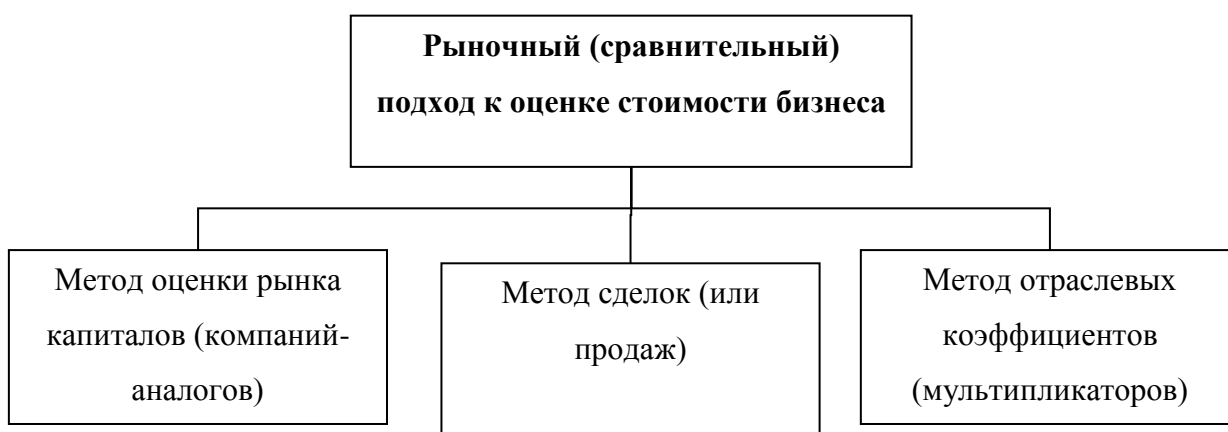 Рыночный (сравнительный)
подход к оценке стоимости бизнеса
Метод оценки рынка
капиталов (компаний-
аналогов)
Метод сделок (или
продаж)
Метод отраслевых
коэффициентов
(мультипликаторов)